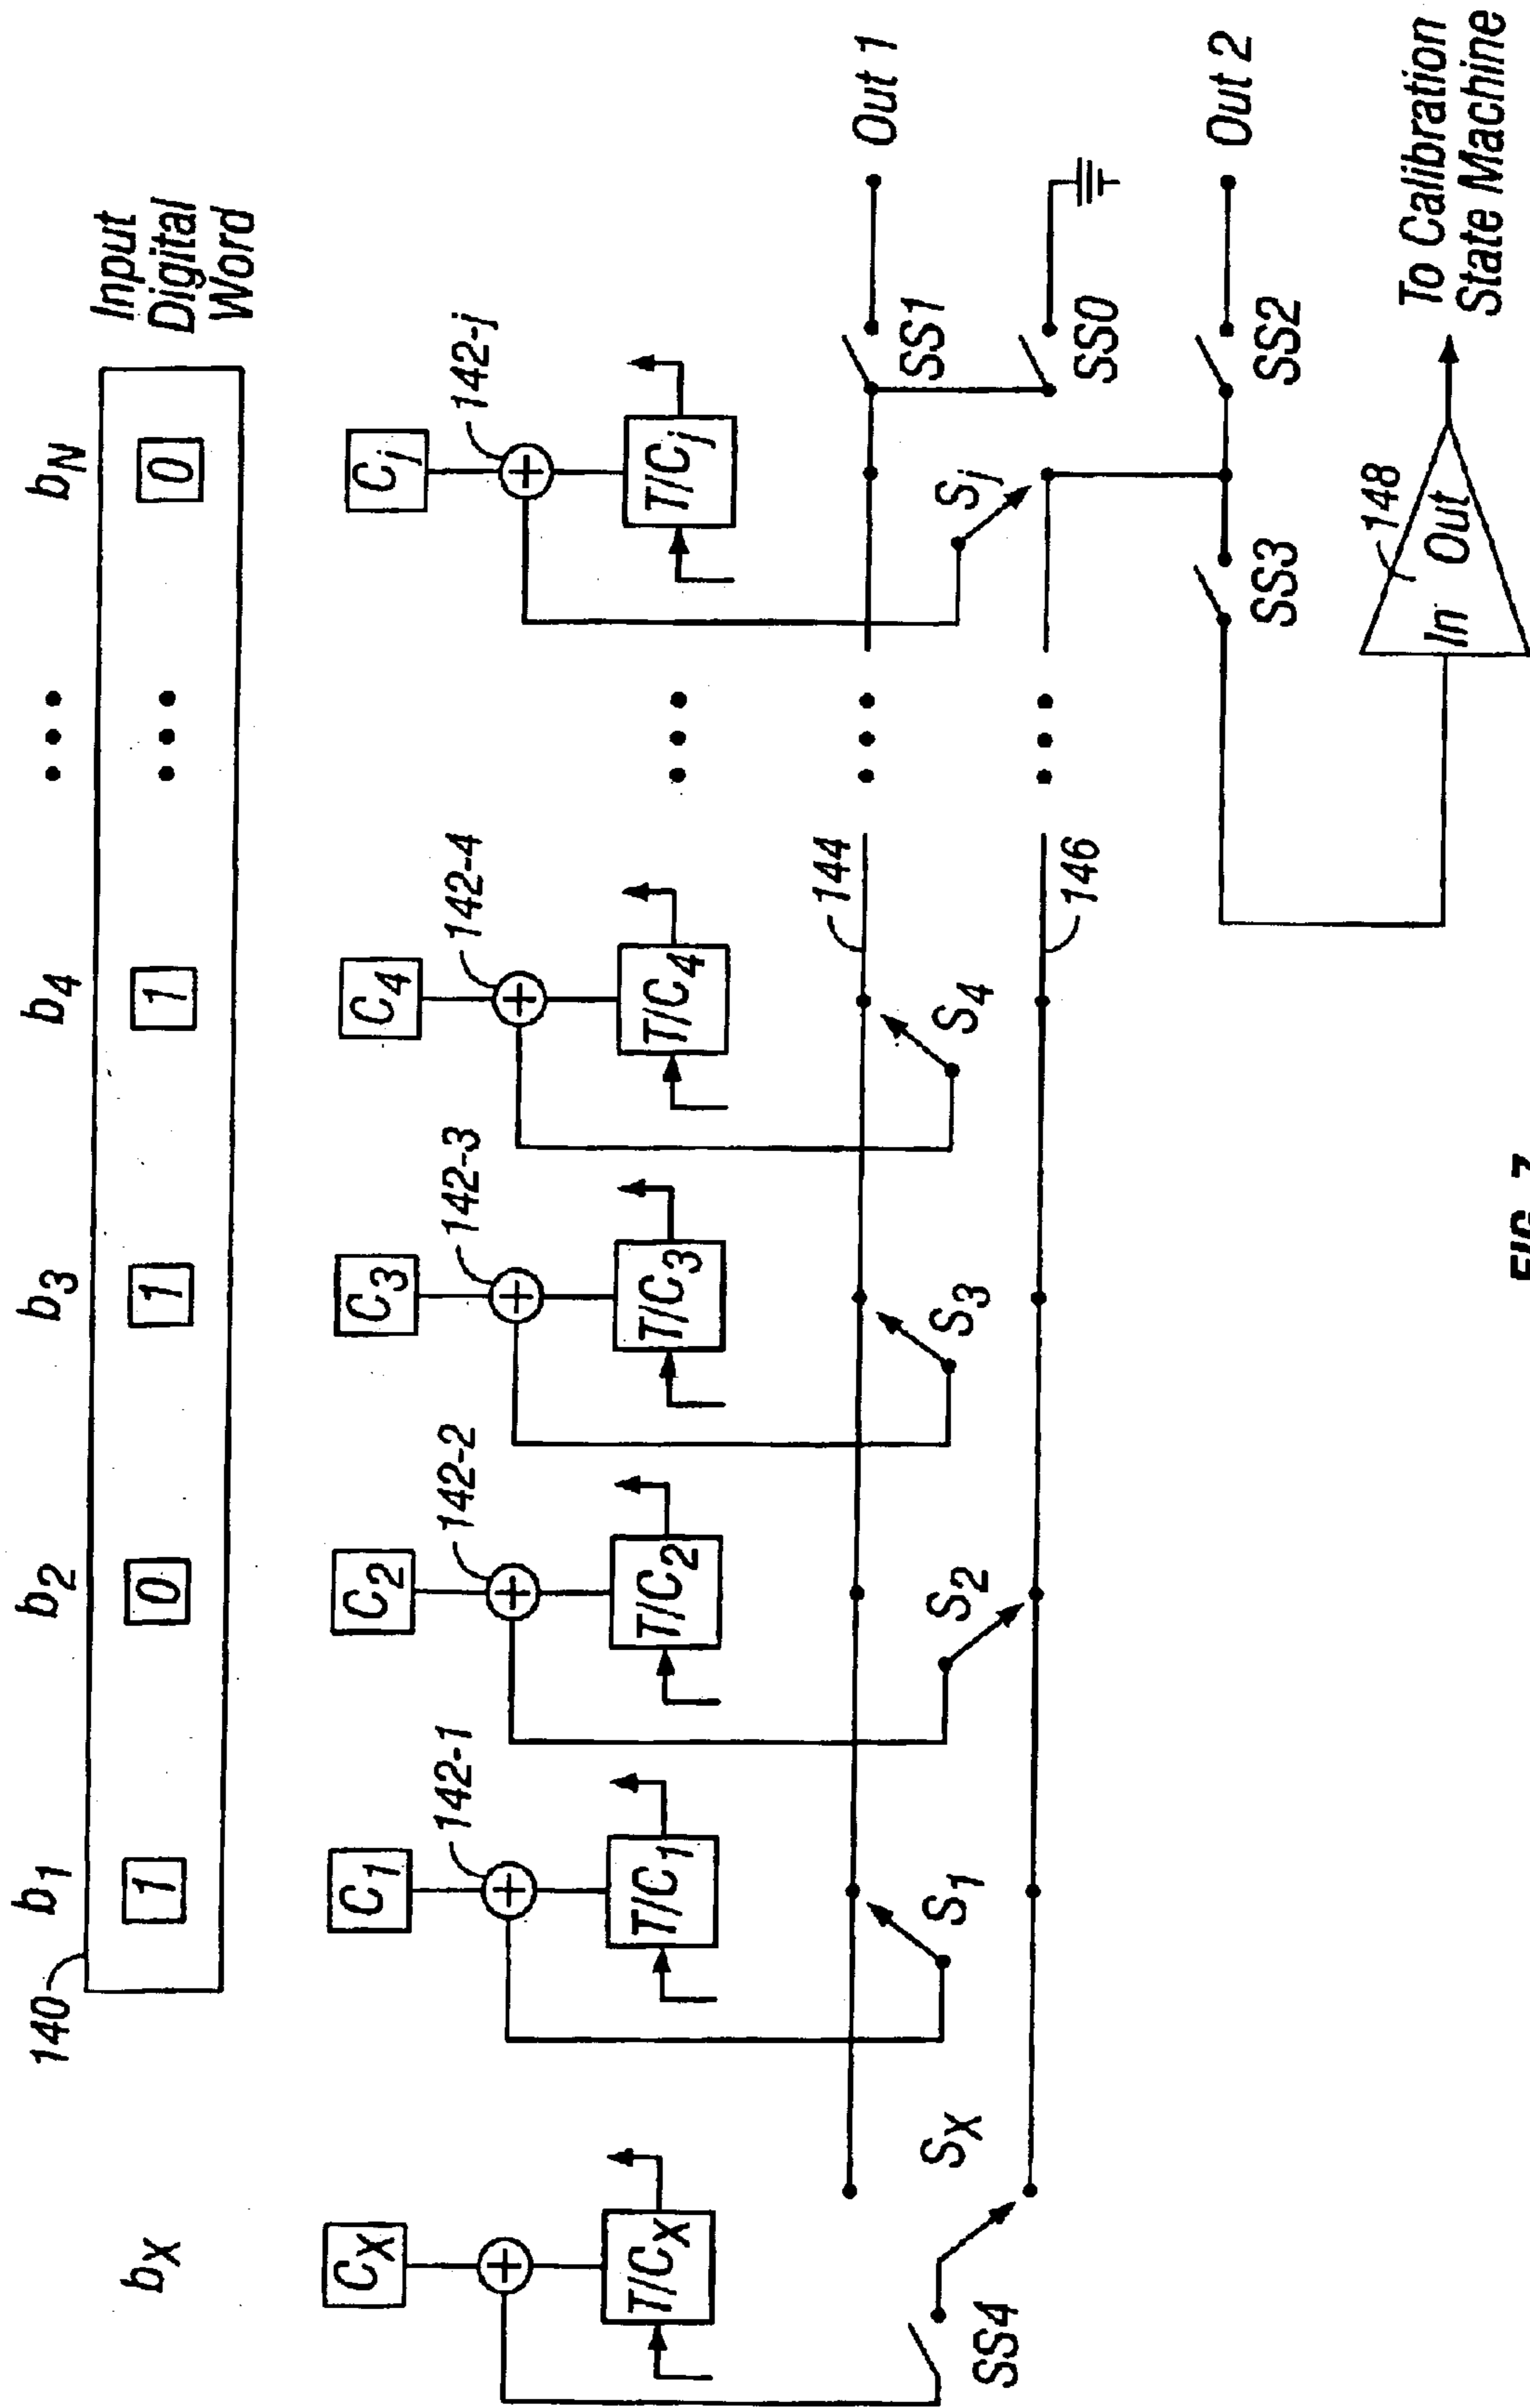 140
b1 b2 b3 b4 ... bN
Input
Digital
Word
1 0 1 1 ... 0
bX
CX C1 C2 C3 C4 Cj
142-1 142-2 142-3 142-4 142-j
+ + + + + +
T/CX T/C1 T/C2 T/C3 T/C4 ... T/Cj
144
Out 1
SS1
SX S1 S2 S3 S4 Sj
SS4
SS0
146
SS3
SS2
Out 2
148
In Out
To Calibration
State Machine
FIG. 7